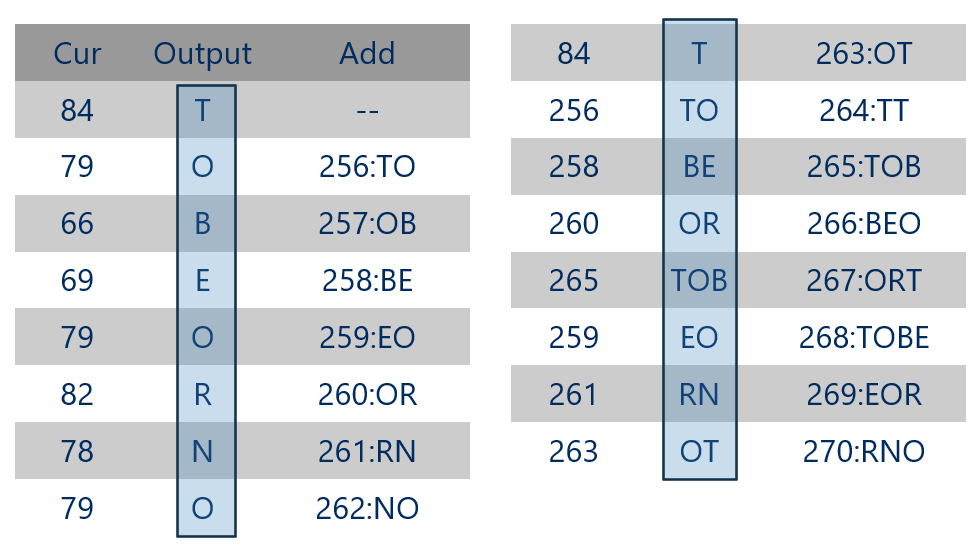 Cur Output Add
84 T --
79 O 256:TO
66 B 257:OB
69 E 258:BE
79 O 259:EO
82 R 260:OR
78 N 261:RN
79 O 262:NO
84 T 263:OT
256 TO 264:TT
258 BE 265:TOB
260 OR 266:BEO
265 TOB 267:ORT
259 EO 268:TOBE
261 RN 269:EOR
263 OT 270:RNO